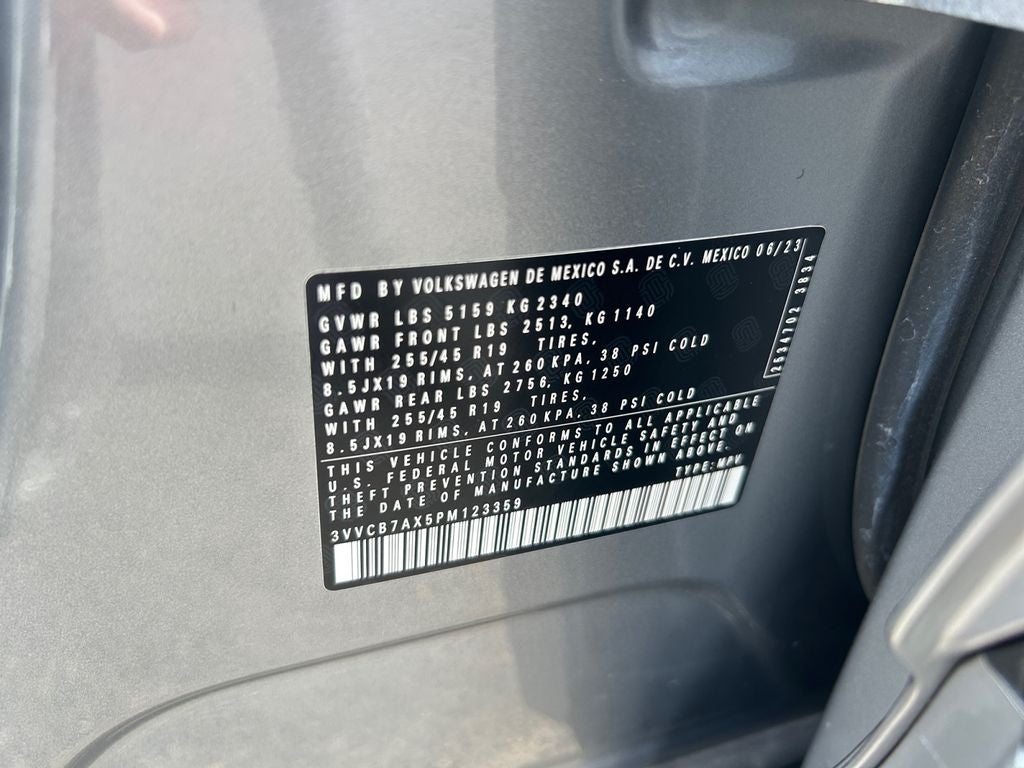 MFD BY VOLKSWAGEN DE MEXICO S.A. DE C.V. MEXICO 06/23
GVWR LBS 5159 KG 2340
GAWR FRONT LBS 2513, KG 1140
WITH 255/45 R19 TIRES,
8.5JX19 RIMS, AT 260 KPA, 38 PSI COLD
GAWR REAR LBS 2756, KG 1250
WITH 255/45 R19 TIRES,
8.5JX19 RIMS, AT 260 KPA, 38 PSI COLD
2534702 3834
THIS VEHICLE CONFORMS TO ALL APPLICABLE
U.S. FEDERAL MOTOR VEHICLE SAFETY AND
THEFT PREVENTION STANDARDS IN EFFECT ON
THE DATE OF MANUFACTURE SHOWN ABOVE.
3VVCB7AX5PM123359 TYPE: MPV